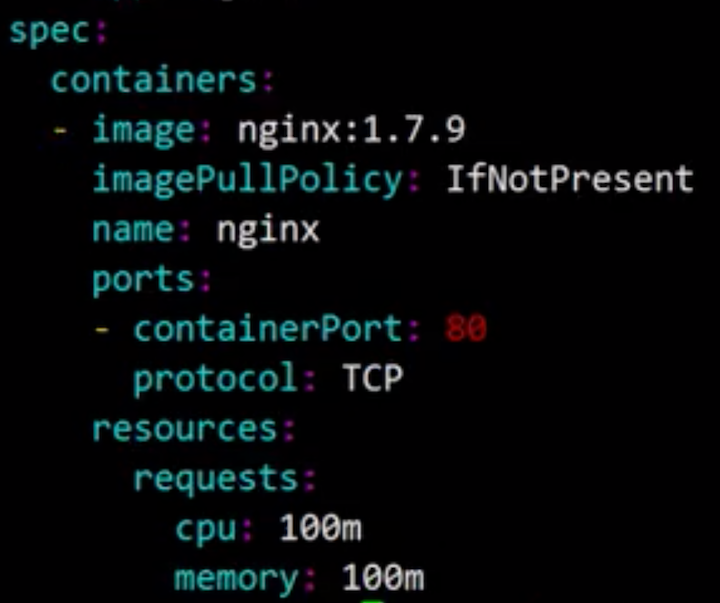 spec:
  containers:
  - image: nginx:1.7.9
    imagePullPolicy: IfNotPresent
    name: nginx
    ports:
    - containerPort: 80
      protocol: TCP
    resources:
      requests:
        cpu: 100m
        memory: 100m